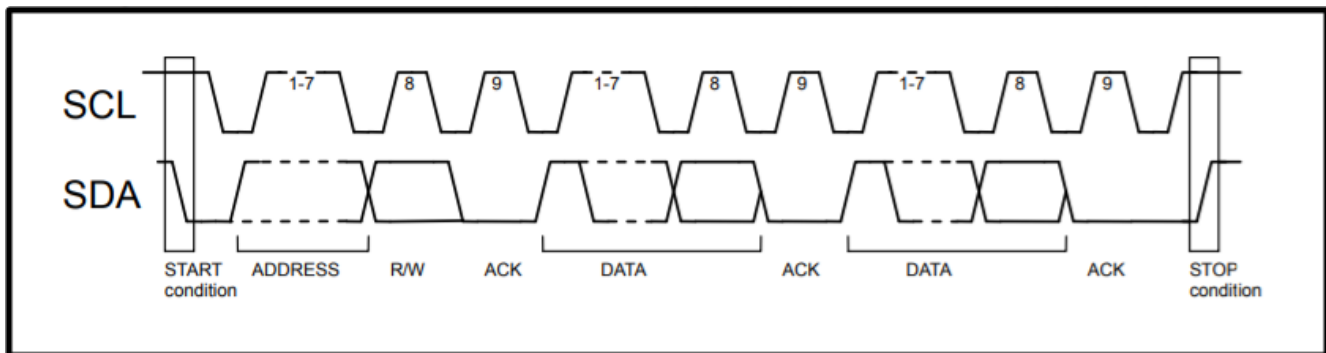 SCL
1-7 8 9 1-7 8 9 1-7 8 9
SDA
START ADDRESS R/W ACK DATA ACK DATA ACK STOP
condition condition